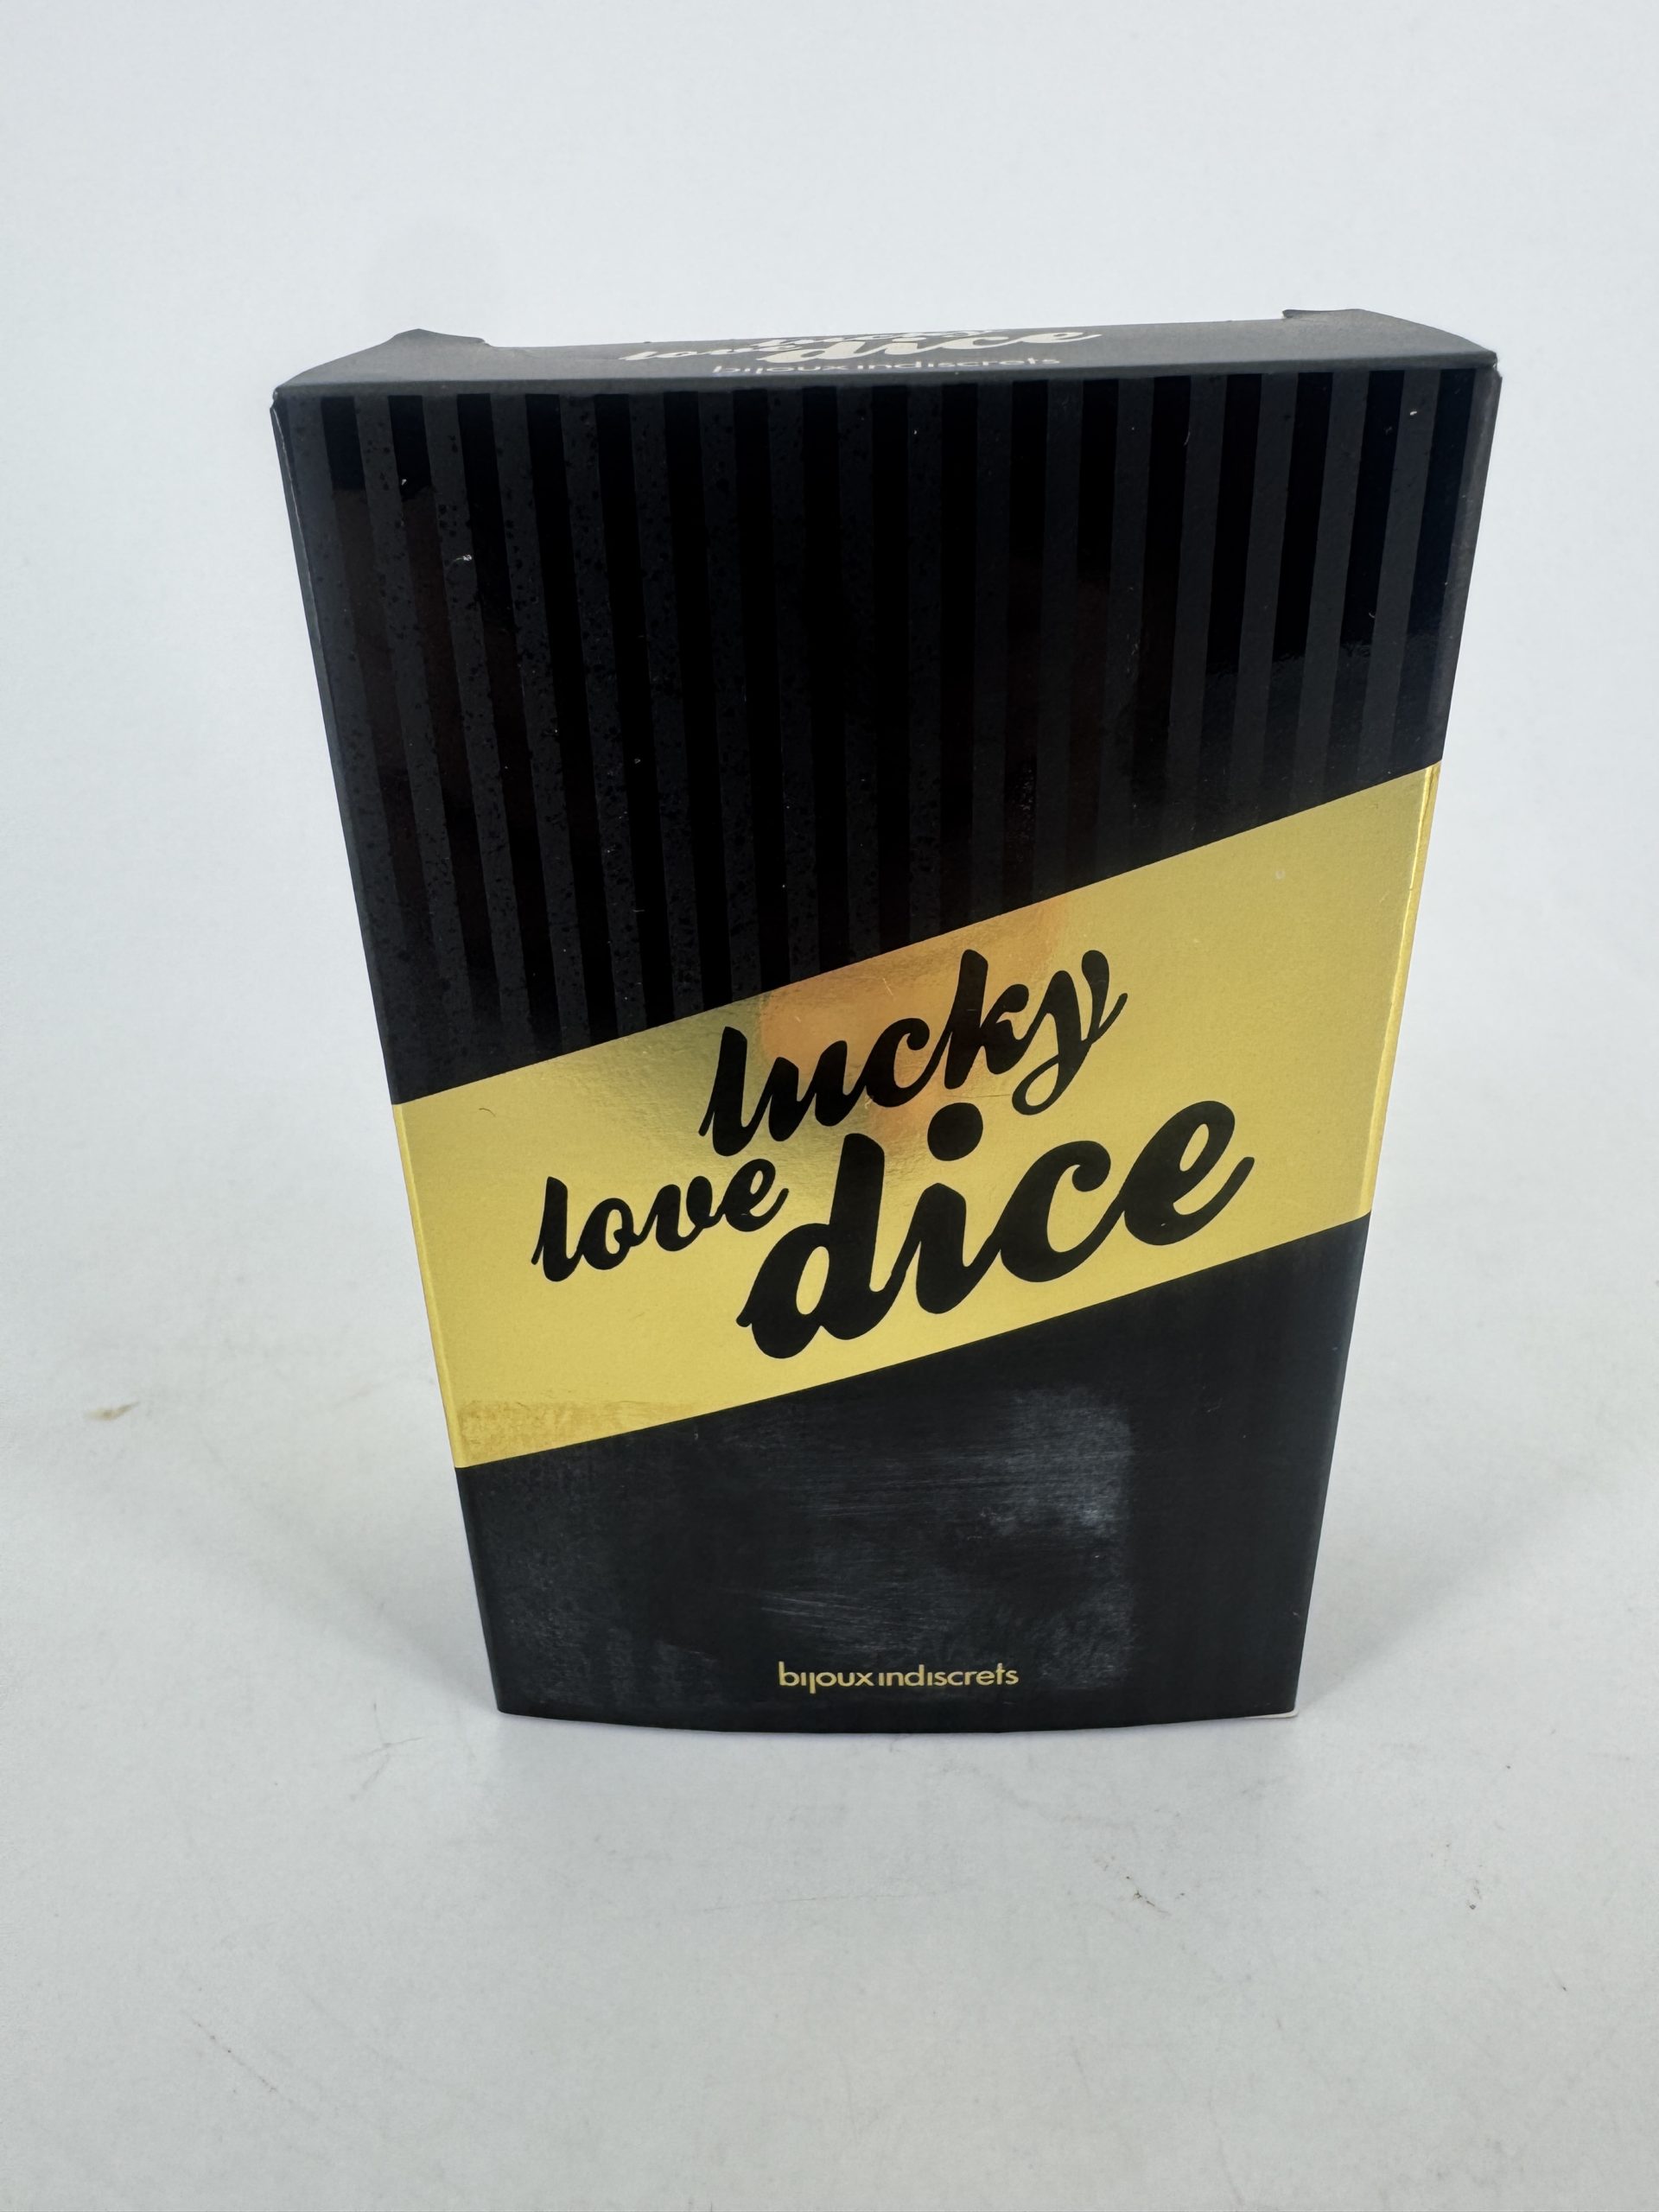 lucky
love dice
bijoux indiscrets
lucky
love dice
bijoux indiscrets